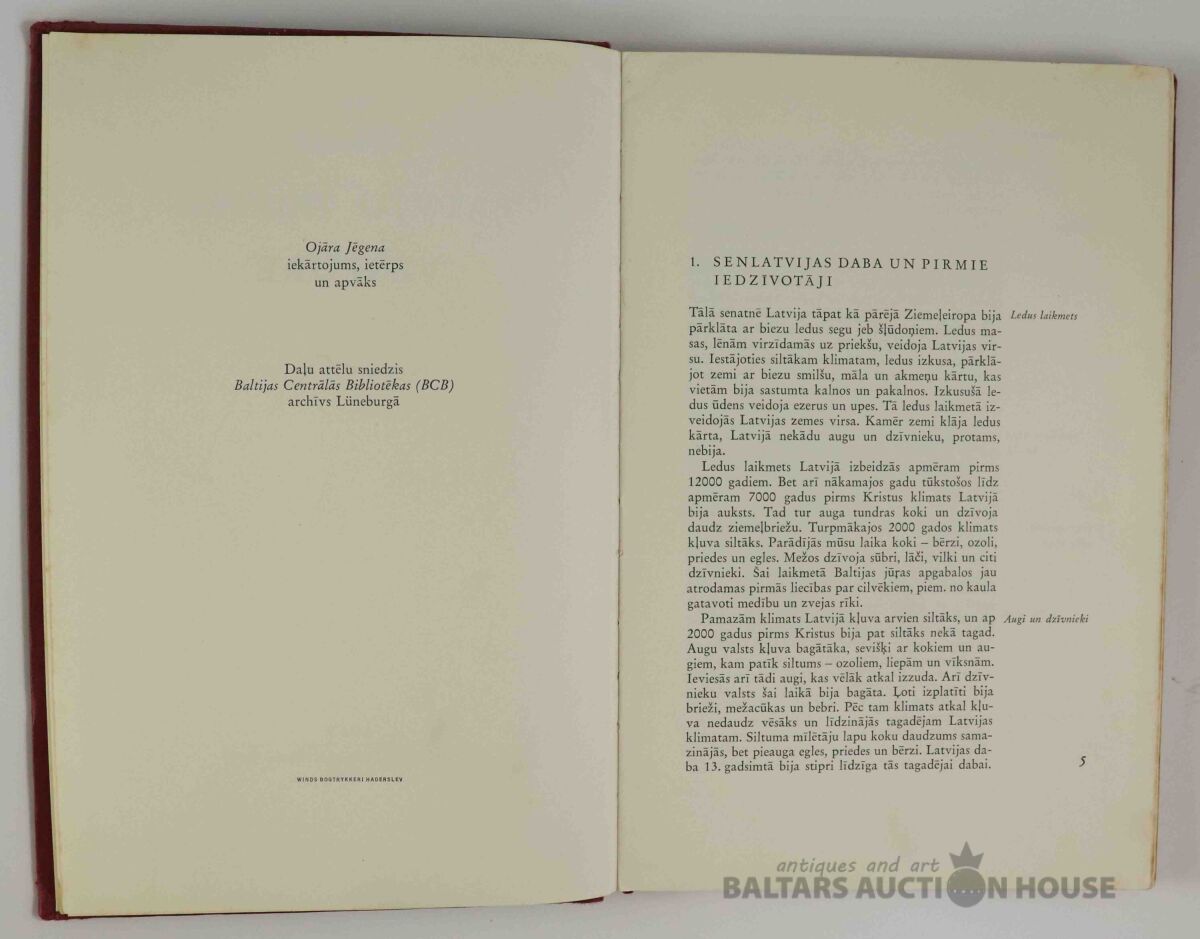 Ojāra Jēgena
iekārtojums, ietērps
un apvāks
Daļu attēlu sniedzis
Baltijas Centrālās Bibliotēkas (BCB)
archīvs Lüneburgā
WINDS BOGTRYKKERI HADERSLEV
1. SENLATVIJAS DABA UN PIRMIE
IEDZĪVOTĀJI
Tālā senatnē Latvija tāpat kā pārējā Ziemeļeiropa bija
Ledus laikmets
pārklāta ar biezu ledus segu jeb šļūdoņiem. Ledus ma-
sas, lēnām virzīdamās uz priekšu, veidoja Latvijas vir-
su. Iestājoties siltākam klimatam, ledus izkusa, pārklā-
jot zemi ar biezu smilšu, māla un akmeņu kārtu, kas
vietām bija sastumta kalnos un pakalnos. Izkusušā le-
dus ūdens veidoja ezerus un upes. Tā ledus laikmetā iz-
veidojās Latvijas zemes virsa. Kamēr zemi klāja ledus
kārta, Latvijā nekādu augu un dzīvnieku, protams,
nebija.
Ledus laikmets Latvijā izbeidzās apmēram pirms
12000 gadiem. Bet arī nākamajos gadu tūkstošos līdz
apmēram 7000 gadus pirms Kristus klimats Latvijā
bija auksts. Tad tur auga tundras koki un dzīvoja
daudz ziemeļbriežu. Turpmākajos 2000 gados klimats
kļuva siltāks. Parādījās mūsu laika koki – bērzi, ozoli,
priedes un egles. Mežos dzīvoja sūbri, lāči, vilki un citi
dzīvnieki. Šai laikmetā Baltijas jūŗas apgabalos jau
atrodamas pirmās liecības par cilvēkiem, piem. no kaula
gatavoti medību un zvejas rīki.
Pamazām klimats Latvijā kļuva arvien siltāks, un ap
Augi un dzīvnieki
2000 gadus pirms Kristus bija pat siltāks nekā tagad.
Augu valsts kļuva bagātāka, sevišķi ar kokiem un au-
giem, kam patīk siltums – ozoliem, liepām un vīksnām.
Ieviesās arī tādi augi, kas vēlāk atkal izzuda. Arī dzīv-
nieku valsts šai laikā bija bagāta. Ļoti izplatīti bija
brieži, mežacūkas un bebri. Pēc tam klimats atkal kļu-
va nedaudz vēsāks un līdzinājās tagadējam Latvijas
klimatam. Siltuma mīlētāju lapu koku daudzums sama-
zinājās, bet pieauga egles, priedes un bērzi. Latvijas da-
ba 13. gadsimtā bija stipri līdzīga tās tagadējai dabai.
5
antiques and art
BALTARS AUCTION HOUSE